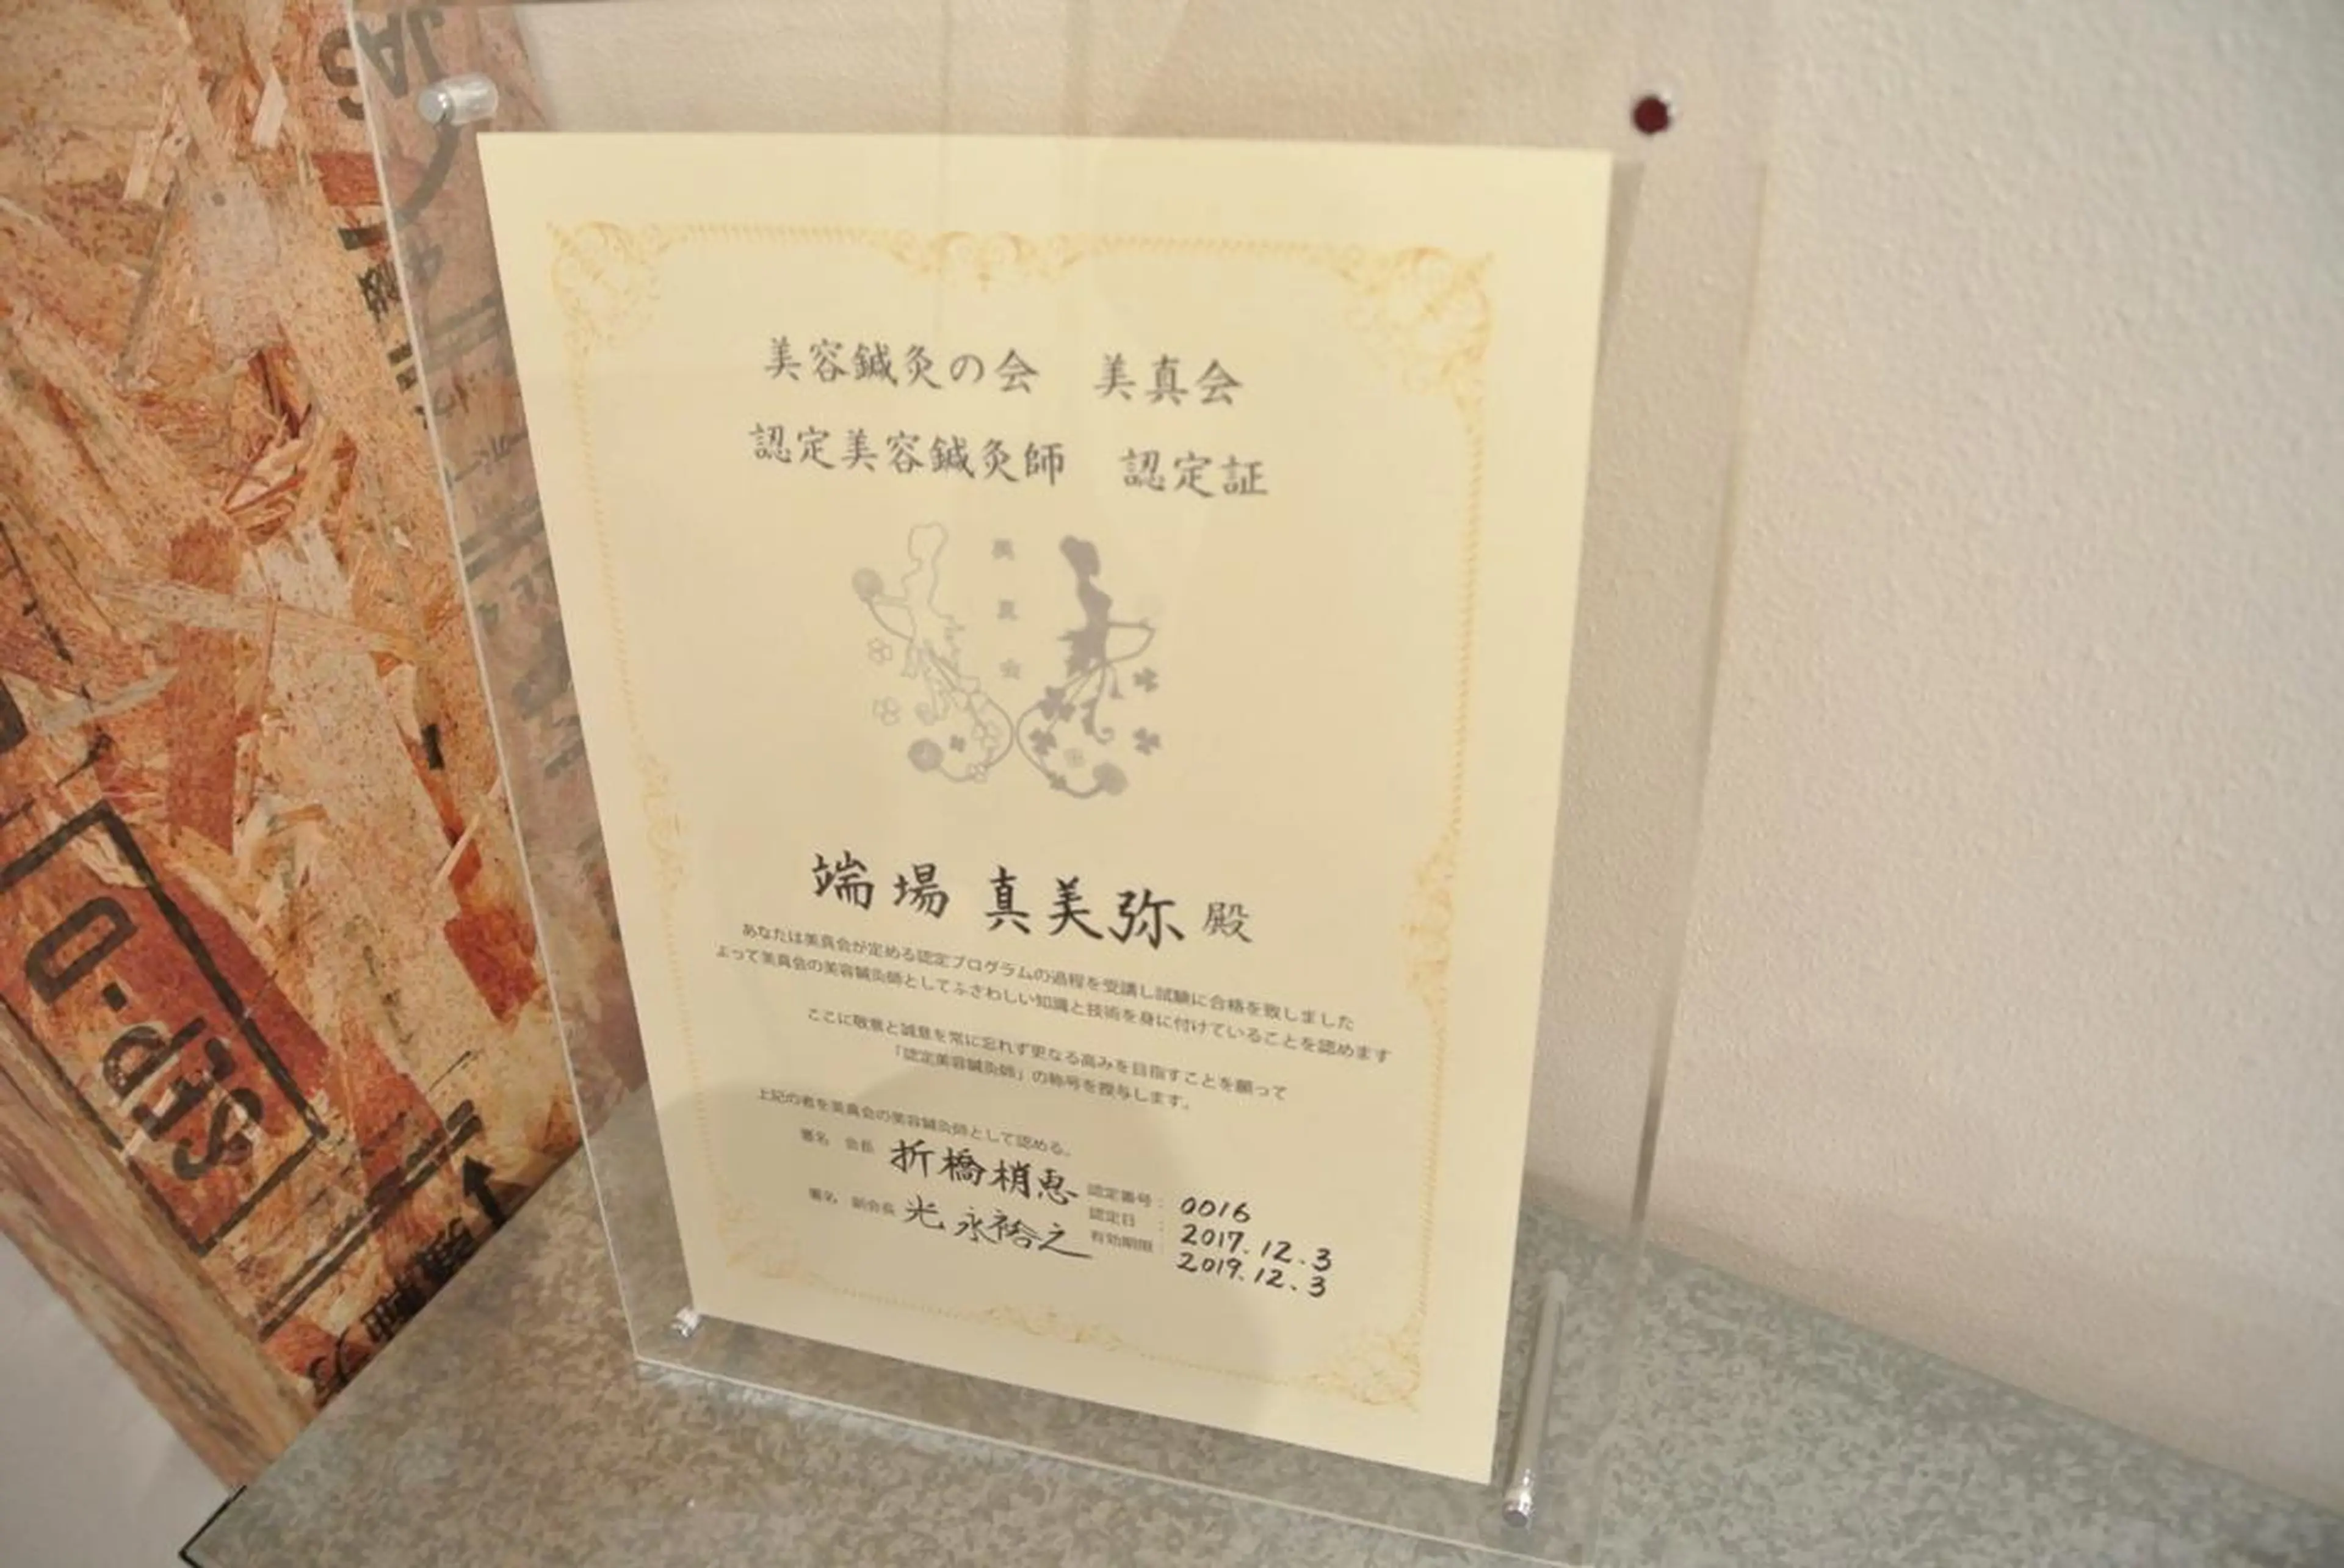 美容鍼灸の会 美真会
認定美容鍼灸師 認定証
美
真
会
端場 真美弥 殿
あなたは美真会が定める認定プログラムの過程を受講し試験に合格を致しました
よって美真会の美容鍼灸師としてふさわしい知識と技術を身に付けていることを認めます
ここに敬意と誠意を常に忘れず更なる高みを目指すことを願って
「認定美容鍼灸師」の称号を授与します。
上記の者を美真会の美容鍼灸師として認める。
署名 会長 折橋梢恵
署名 副会長 光永裕之
認定番号: 0016
認定日: 2017.12.3
有効期限: 2019.12.3
JAS
SFP-D